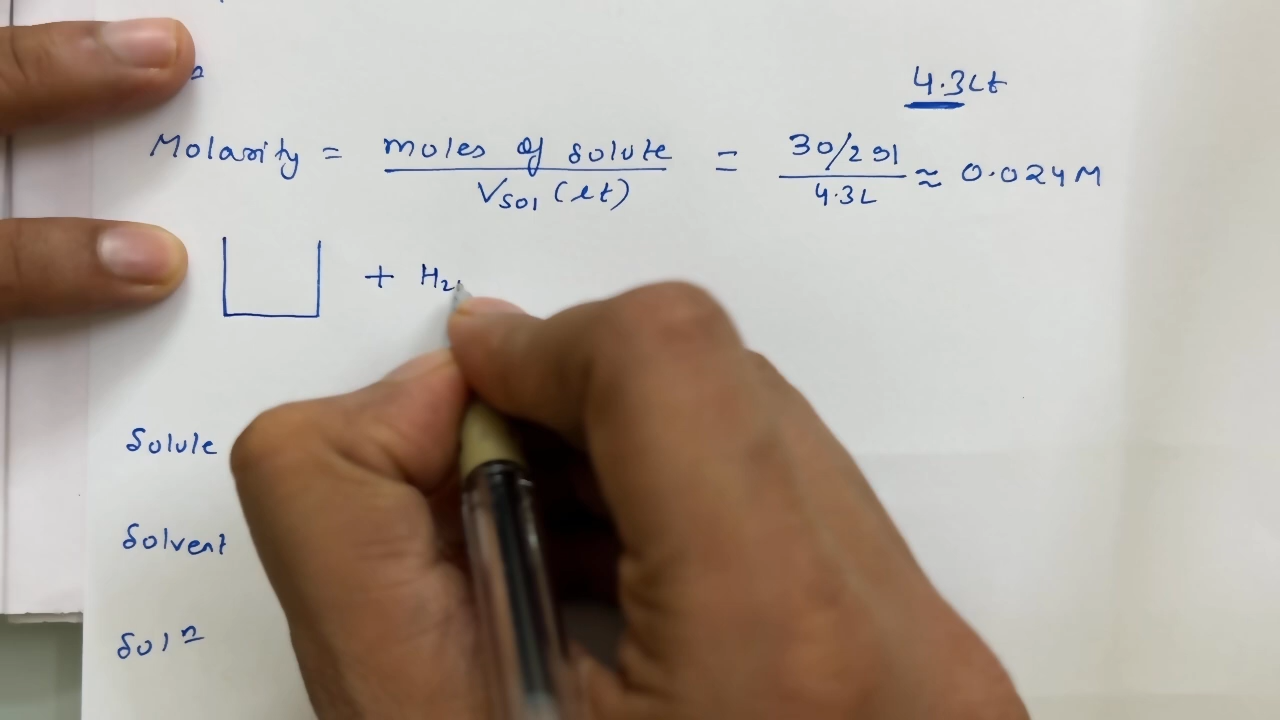 n
4.3Lt
Molarity = moles of solute / Vsol (lt) = 30/291 / 4.3L ≈ 0.024M
+ H2
Solute
Solvent
Sol n